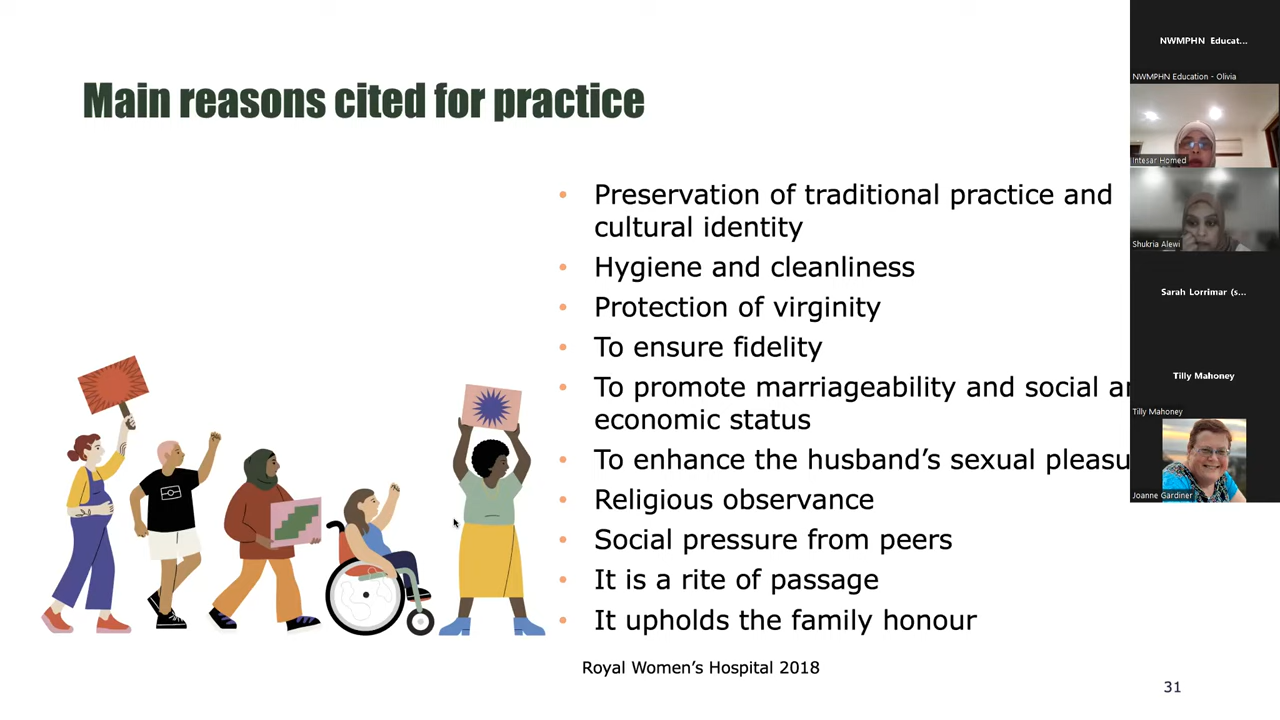 Main reasons cited for practice
• Preservation of traditional practice and
cultural identity
• Hygiene and cleanliness
• Protection of virginity
• To ensure fidelity
• To promote marriageability and social
economic status
• To enhance the husband's sexual
• Religious observance
• Social pressure from peers
• It is a rite of passage
• It upholds the family honour
Royal Women's Hospital 2018
31
NWMPHN Educat...
NWMPHN Education - Olivia
Intesar Homed
Shukria Alewi
Sarah Lorrimar (s...
Tilly Mahoney
Tilly Mahoney
Joanne Gardiner